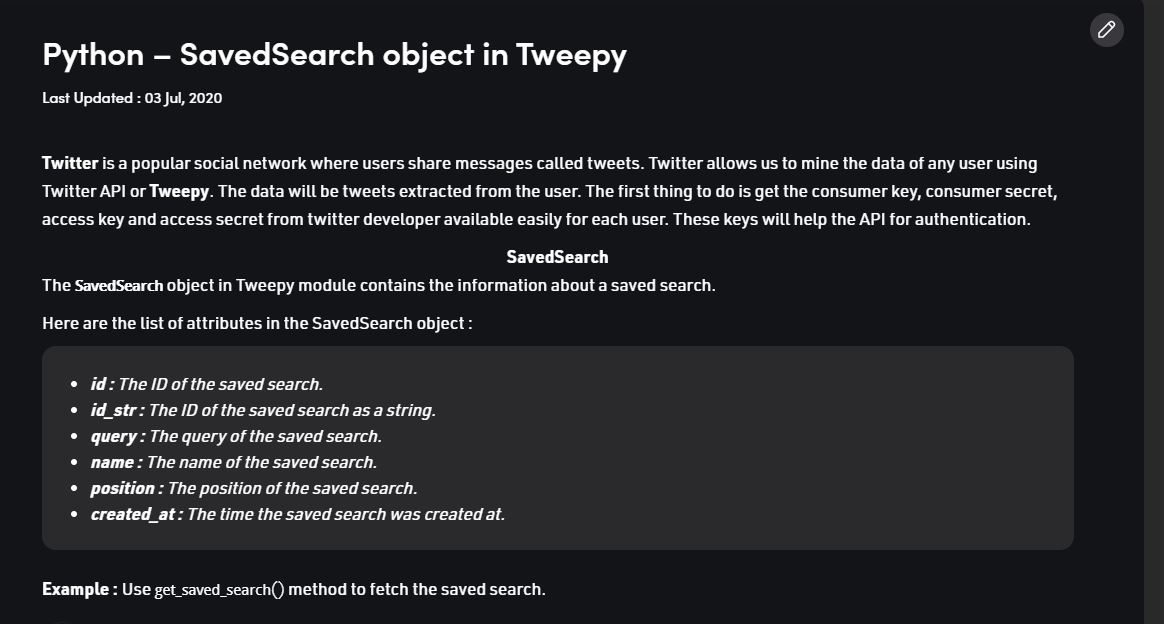 Python – SavedSearch object in Tweepy
Last Updated : 03 Jul, 2020
Twitter is a popular social network where users share messages called tweets. Twitter allows us to mine the data of any user using
Twitter API or Tweepy. The data will be tweets extracted from the user. The first thing to do is get the consumer key, consumer secret,
access key and access secret from twitter developer available easily for each user. These keys will help the API for authentication.
SavedSearch
The SavedSearch object in Tweepy module contains the information about a saved search.
Here are the list of attributes in the SavedSearch object :
• id : The ID of the saved search.
• id_str : The ID of the saved search as a string.
• query : The query of the saved search.
• name : The name of the saved search.
• position : The position of the saved search.
• created_at : The time the saved search was created at.
Example : Use get_saved_search() method to fetch the saved search.